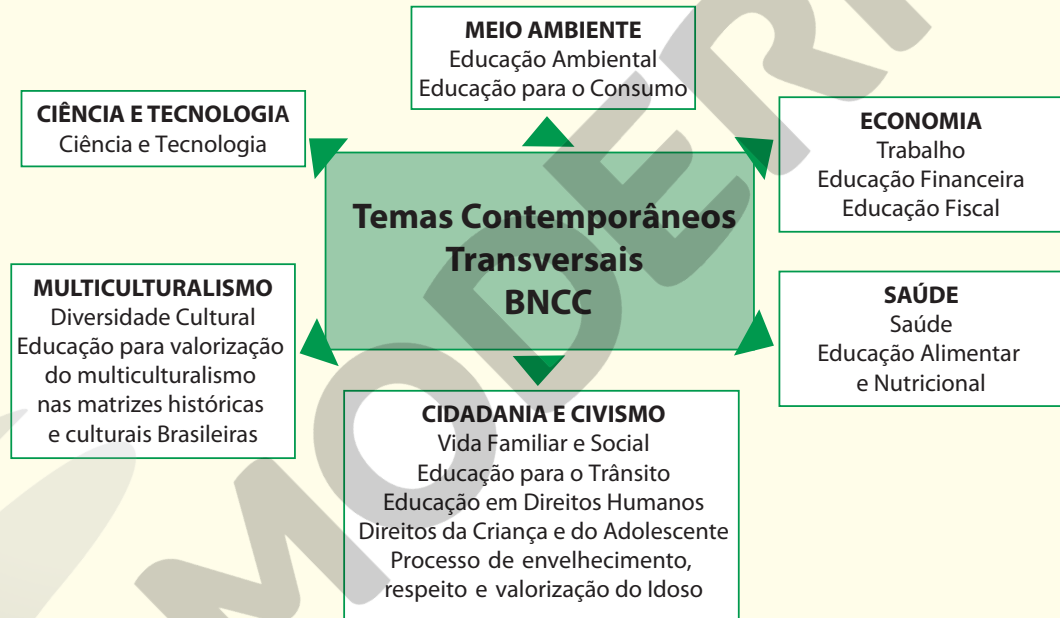 MEIO AMBIENTE
Educação Ambiental
Educação para o Consumo
CIÊNCIA E TECNOLOGIA
Ciência e Tecnologia
ECONOMIA
Trabalho
Educação Financeira
Educação Fiscal
Temas Contemporâneos
Transversais
BNCC
MULTICULTURALISMO
Diversidade Cultural
Educação para valorização
do multiculturalismo
nas matrizes históricas
e culturais Brasileiras
SAÚDE
Saúde
Educação Alimentar
e Nutricional
CIDADANIA E CIVISMO
Vida Familiar e Social
Educação para o Trânsito
Educação em Direitos Humanos
Direitos da Criança e do Adolescente
Processo de envelhecimento,
respeito e valorização do Idoso
MODER